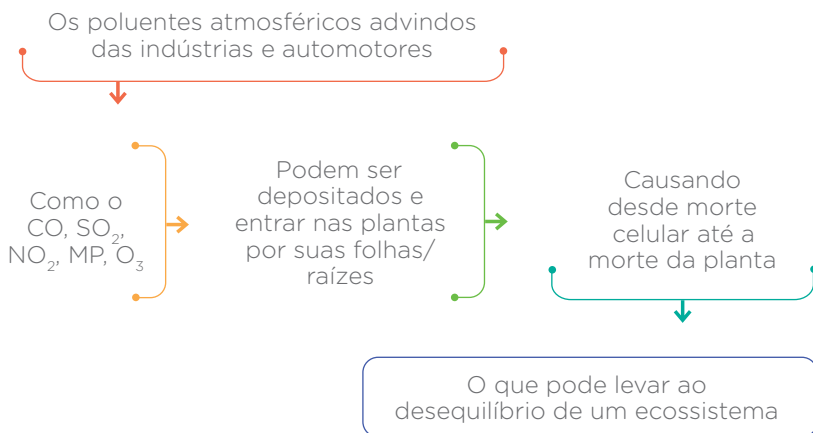 Os poluentes atmosféricos advindos
das indústrias e automotores
Como o
CO, SO₂,
NO₂, MP, O₃
Podem ser
depositados e
entrar nas plantas
por suas folhas/
raízes
Causando
desde morte
celular até a
morte da planta
O que pode levar ao
desequilíbrio de um ecossistema